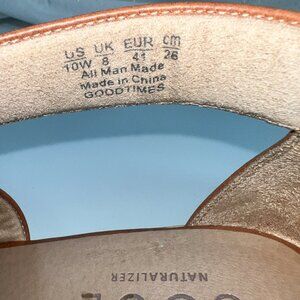 US UK EUR cm
10W 8 41 26
All Man Made
Made in China
GOODTIMES
NATURALIZER